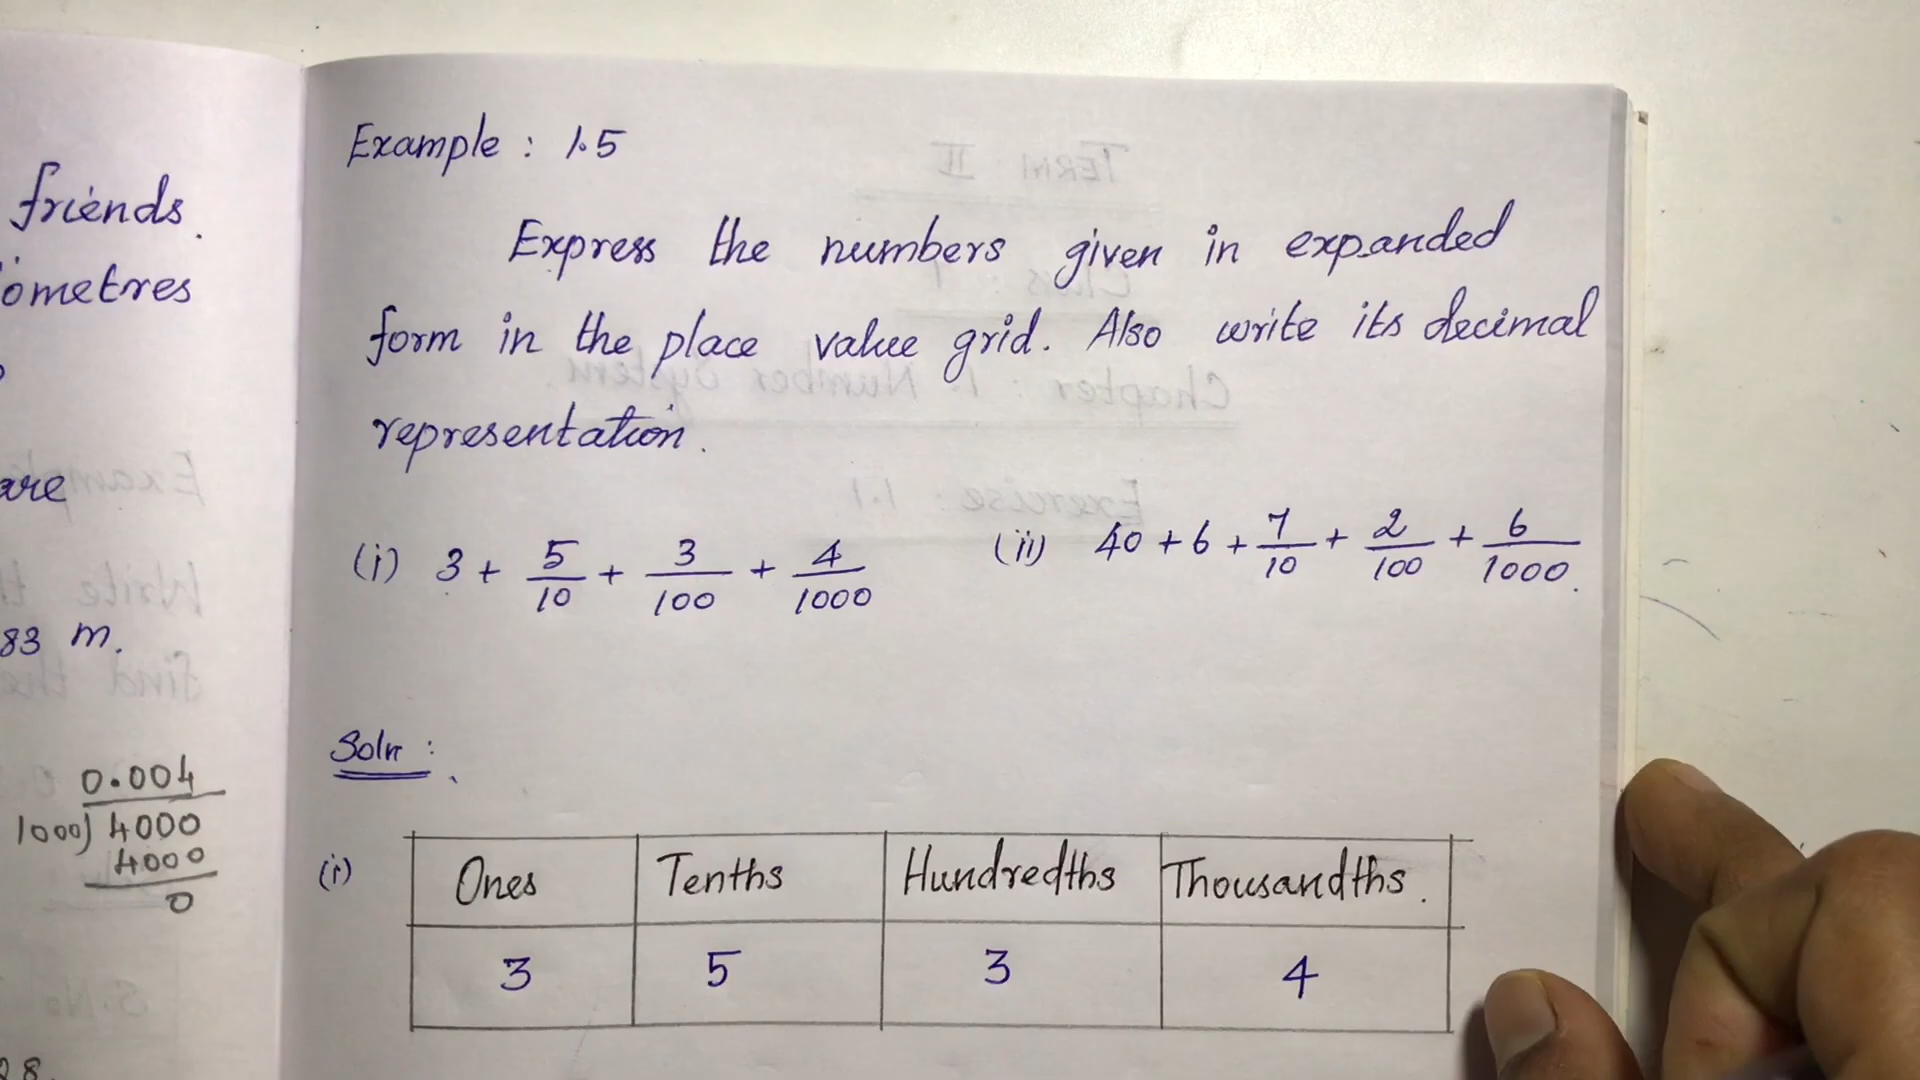 friends.
ometres
are
83 m.
0.004
1000) 4000
4000
0
28.
Example : 1.5
Express the numbers given in expanded
form in the place value grid. Also write its decimal
representation.
(i) 3 + 5/10 + 3/100 + 4/1000 (ii) 40 + 6 + 7/10 + 2/100 + 6/1000.
Soln :
(i) Ones Tenths Hundredths Thousandths.
3 5 3 4